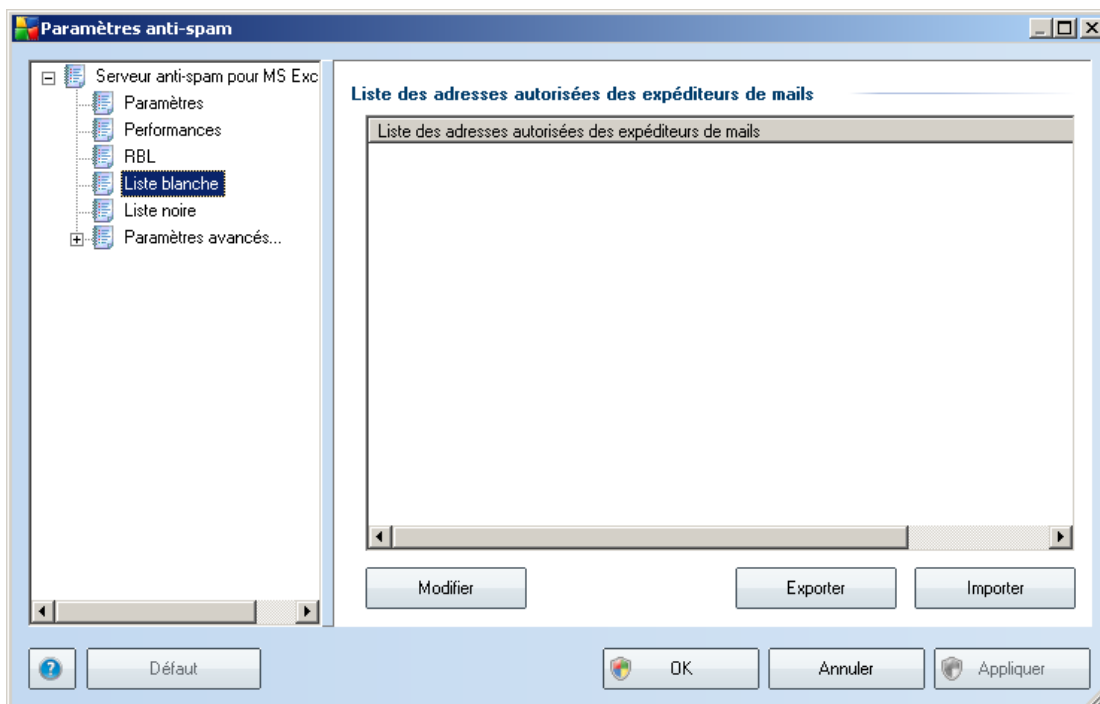 Paramètres anti-spam
Serveur anti-spam pour MS Exc
Paramètres
Performances
RBL
Liste blanche
Liste noire
Paramètres avancés...
Liste des adresses autorisées des expéditeurs de mails
Liste des adresses autorisées des expéditeurs de mails
Modifier
Exporter
Importer
Défaut
OK
Annuler
Appliquer